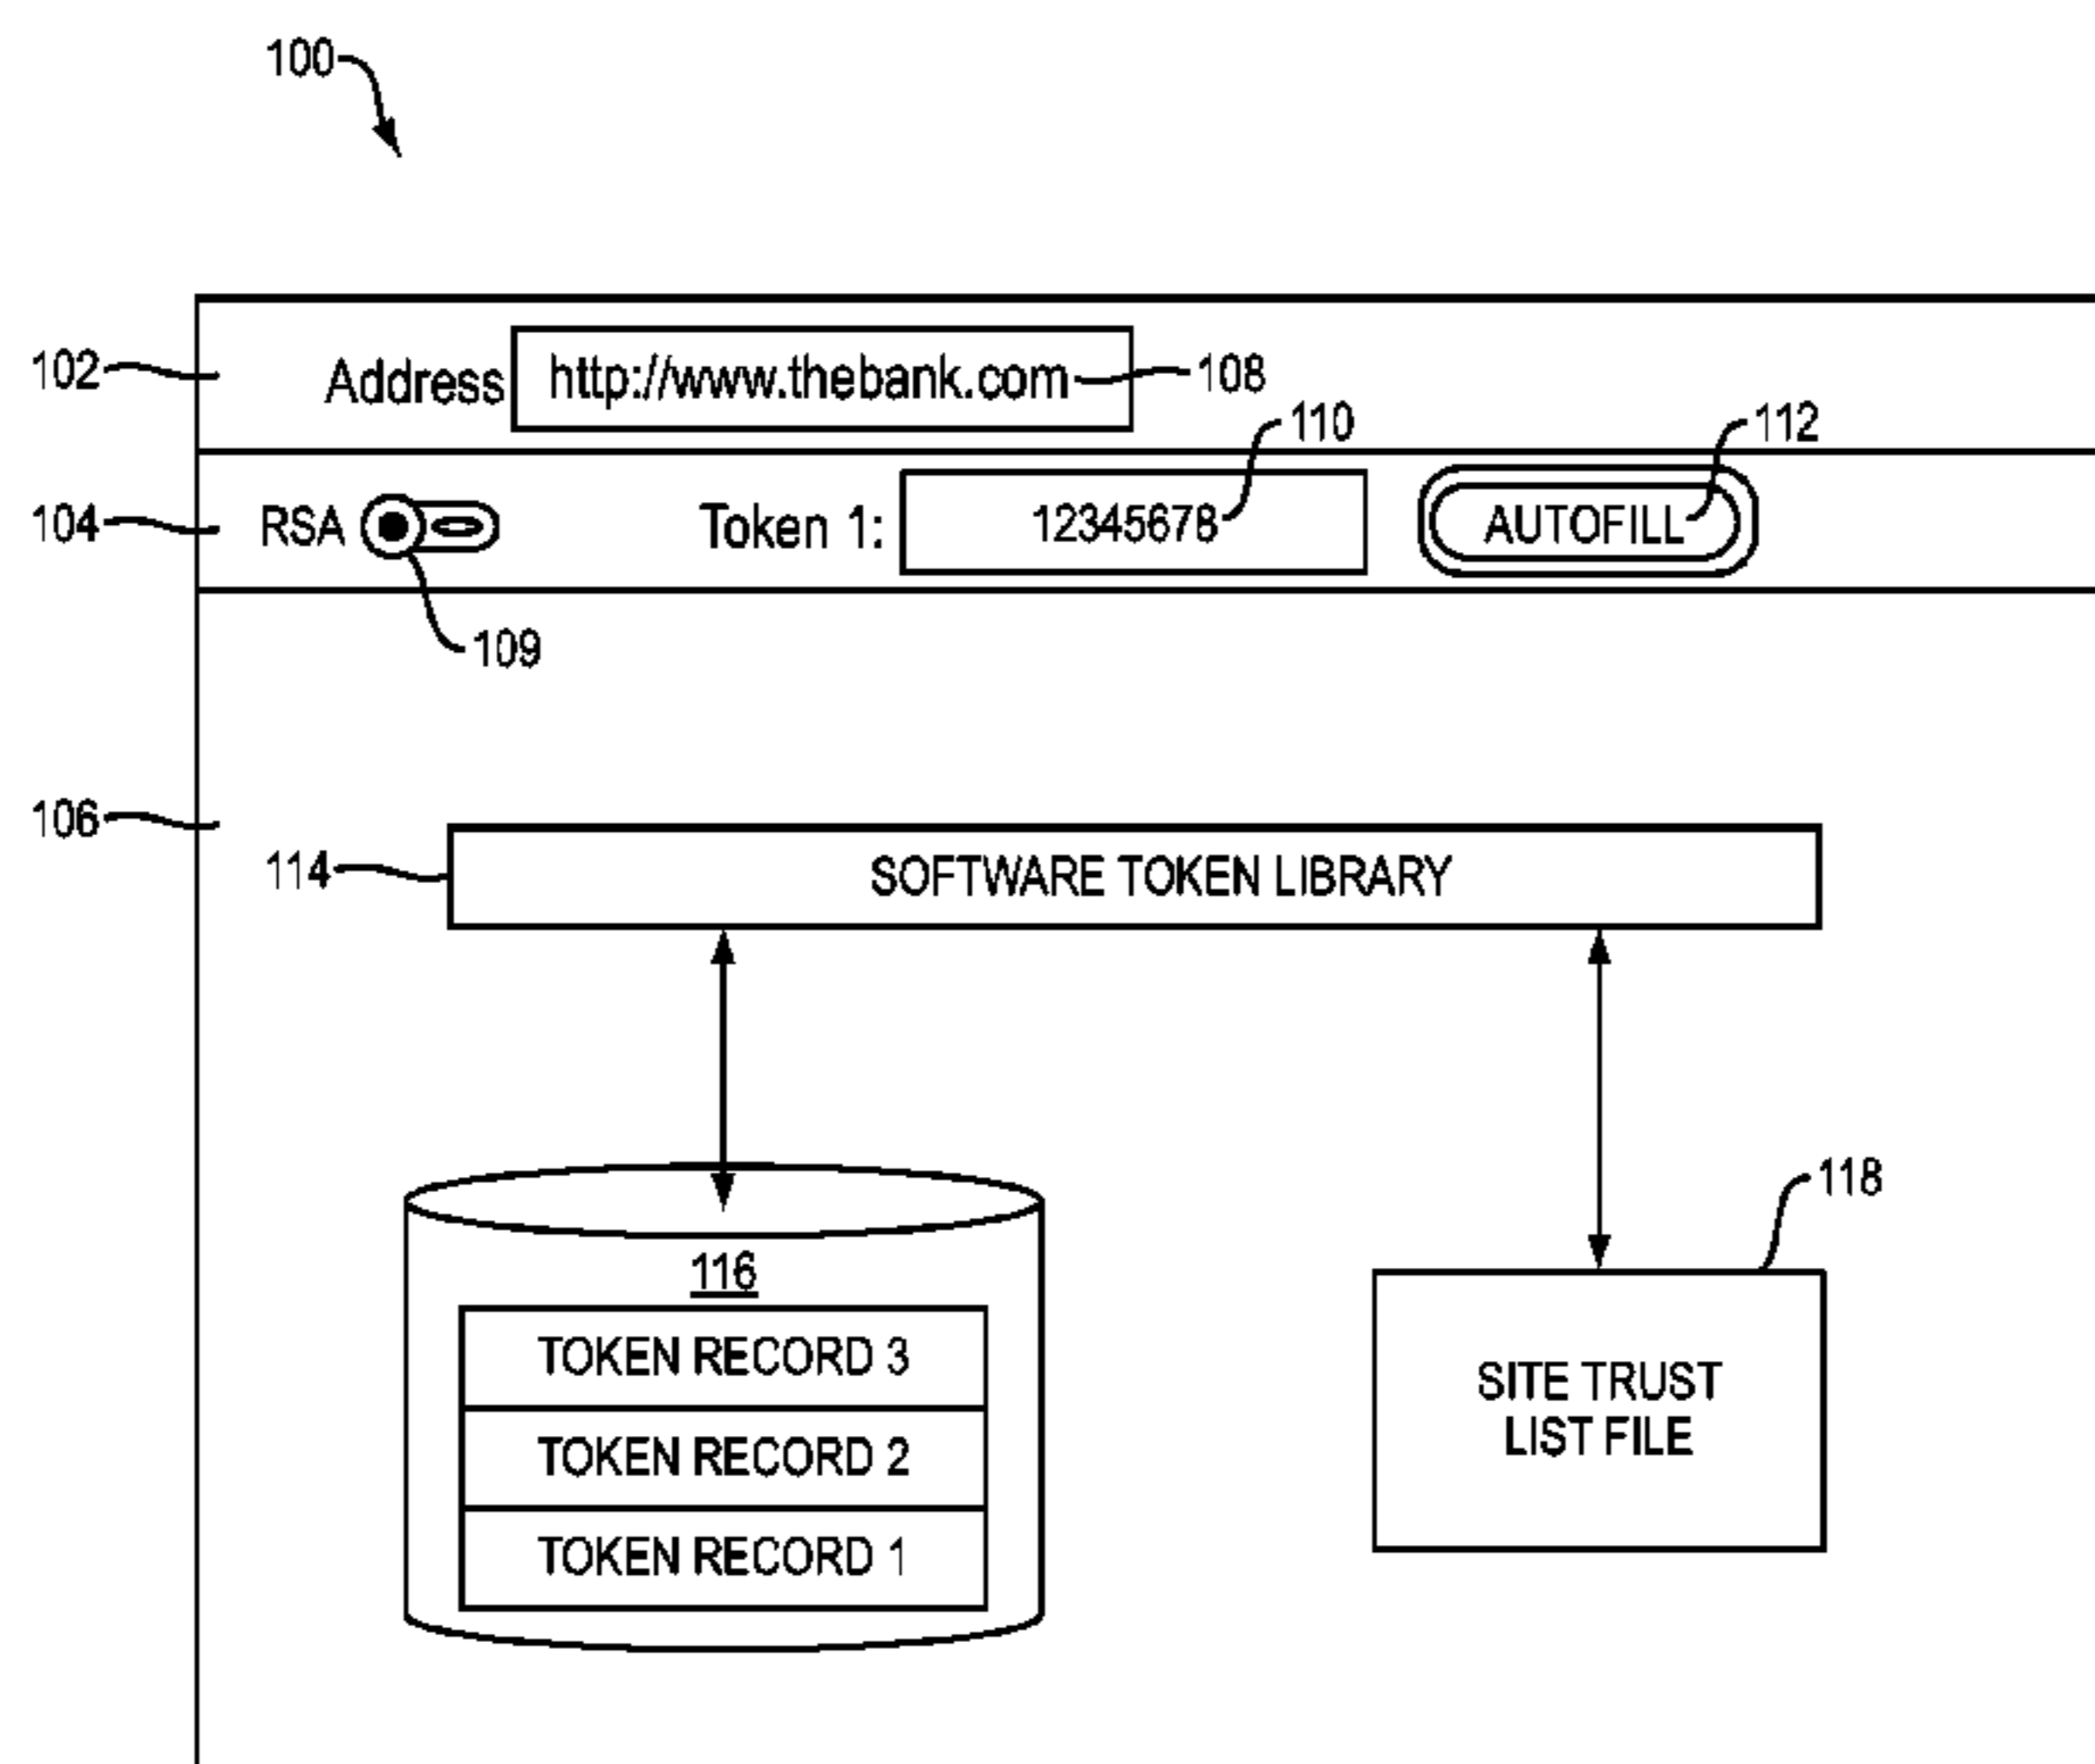 100
102 Address http://www.thebank.com 108
110 112
104 RSA Token 1: 12345678 AUTOFILL
109
106
114 SOFTWARE TOKEN LIBRARY
118
116
TOKEN RECORD 3
TOKEN RECORD 2
TOKEN RECORD 1
SITE TRUST
LIST FILE